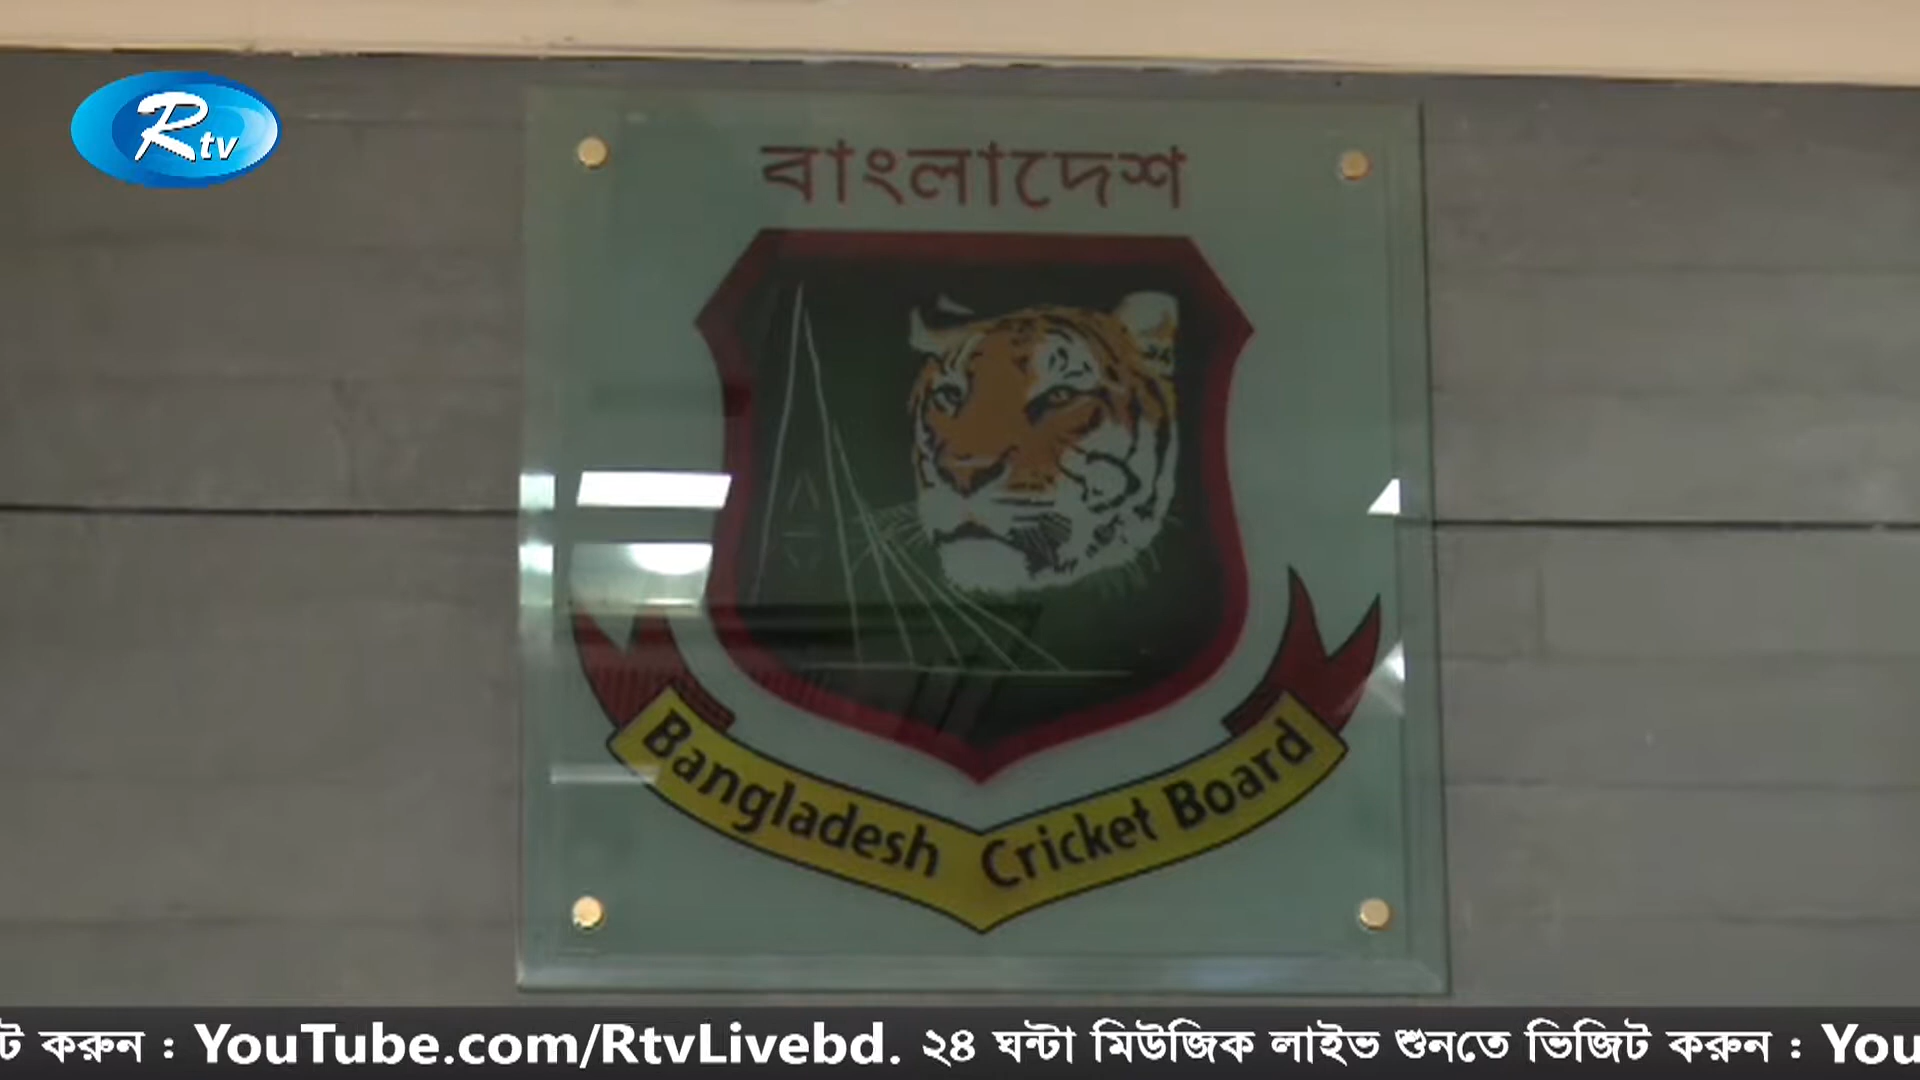 Rtv
বাংলাদেশ
Bangladesh Cricket Board
ট করুন : YouTube.com/RtvLivebd. ২৪ ঘন্টা মিউজিক লাইভ শুনতে ভিজিট করুন : You